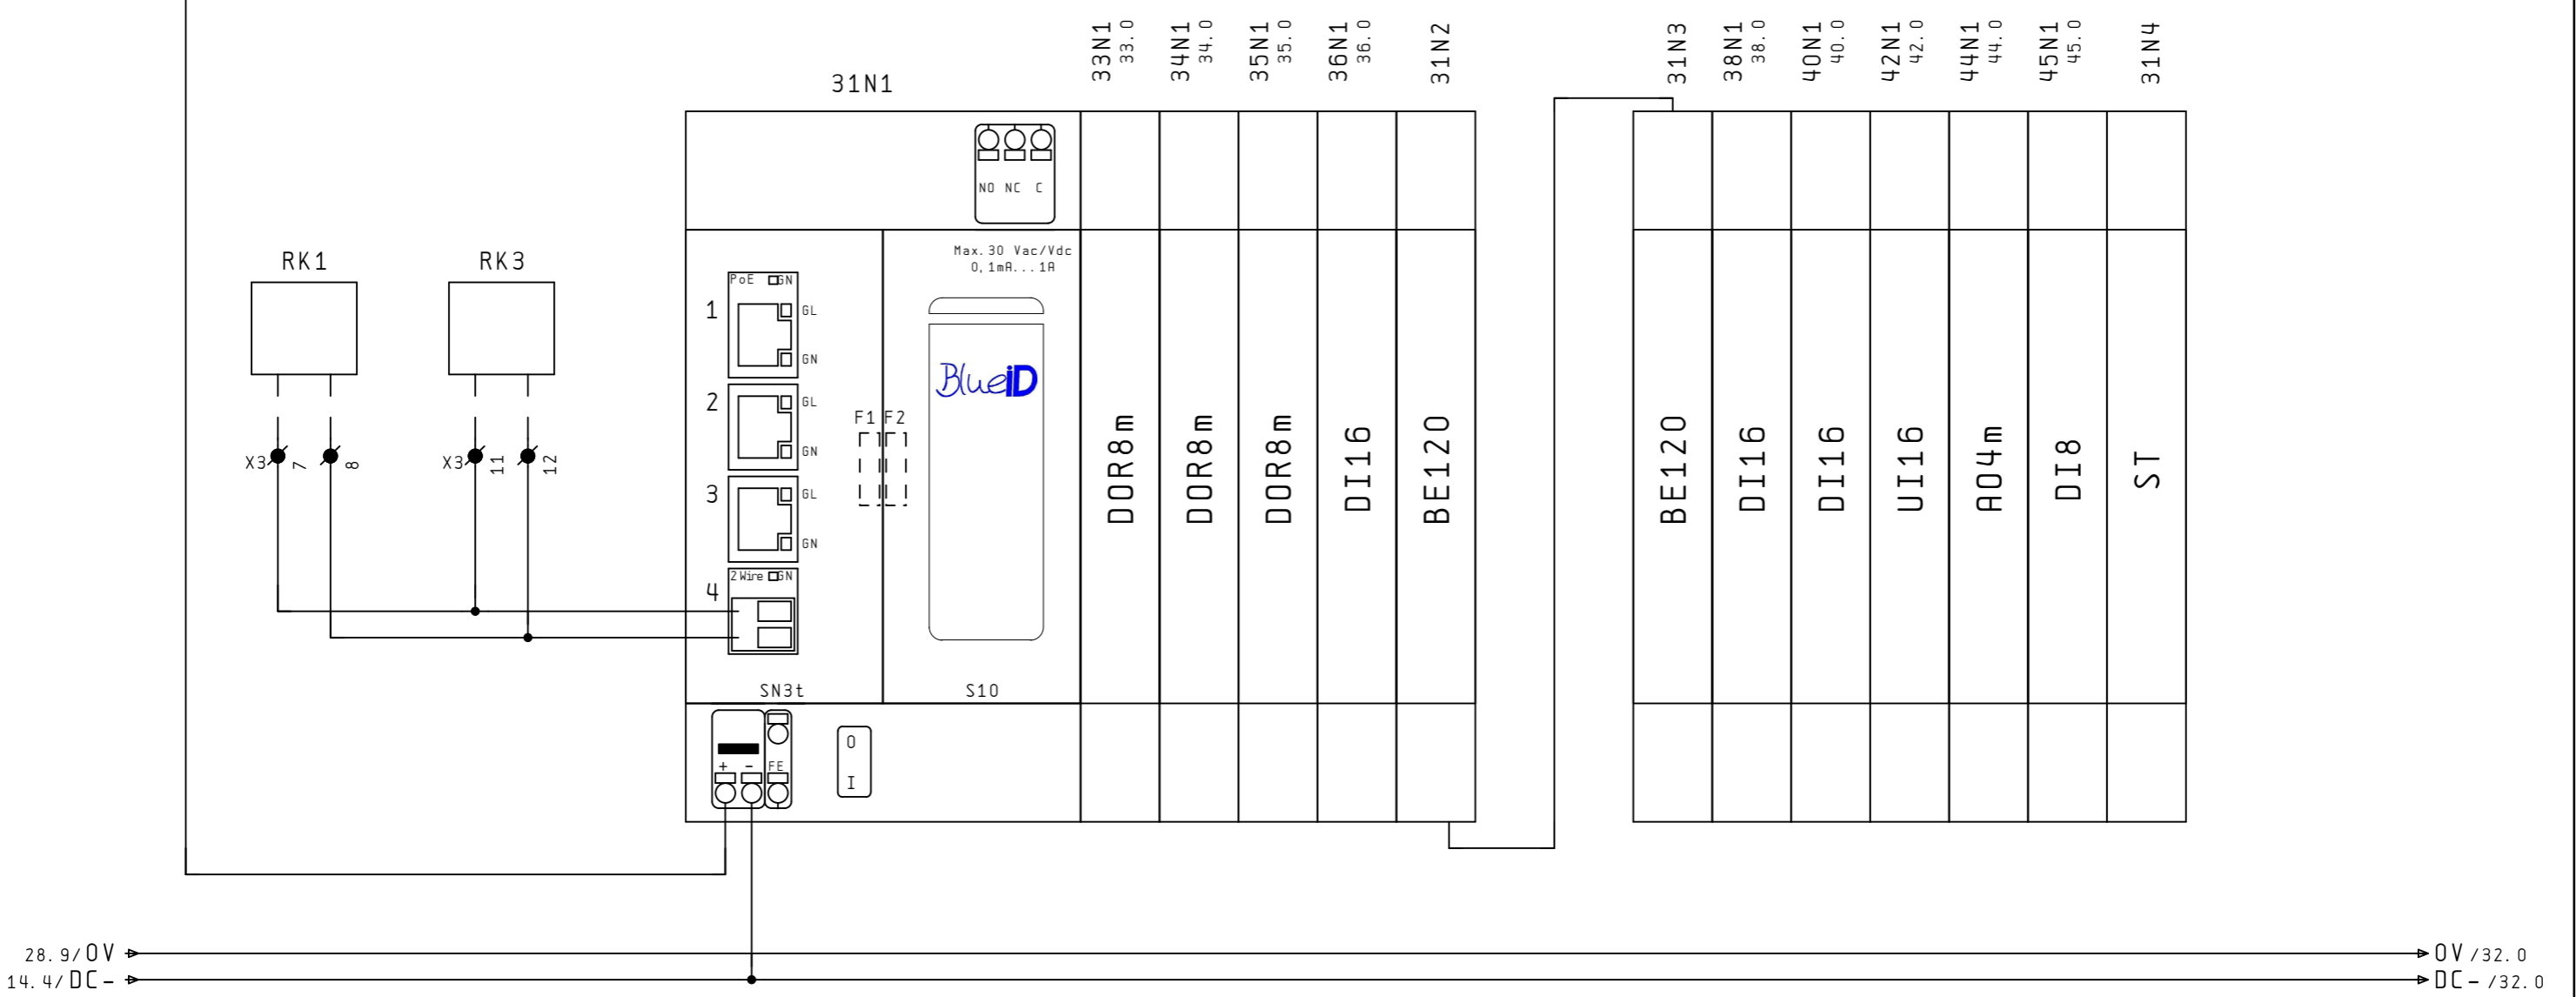 33N1
33.0
34N1
34.0
35N1
35.0
36N1
36.0
31N2
31N3
38N1
38.0
40N1
40.0
42N1
42.0
44N1
44.0
45N1
45.0
31N4
31N1
NO NC C
Max.30 Vac/Vdc
0,1mA...1A
RK1
RK3
PoE GN
1
GL
GN
2
GL
GN
3
GL
GN
2Wire GN
4
F1 F2
BlueiD
X3
7
8
X3
11
12
DOR8m
DOR8m
DOR8m
DI16
BE120
BE120
DI16
DI16
UI16
AO4m
DI8
ST
SN3t
S10
+ - FE
0
I
28.9/0V
0V/32.0
14.4/DC-
DC-/32.0